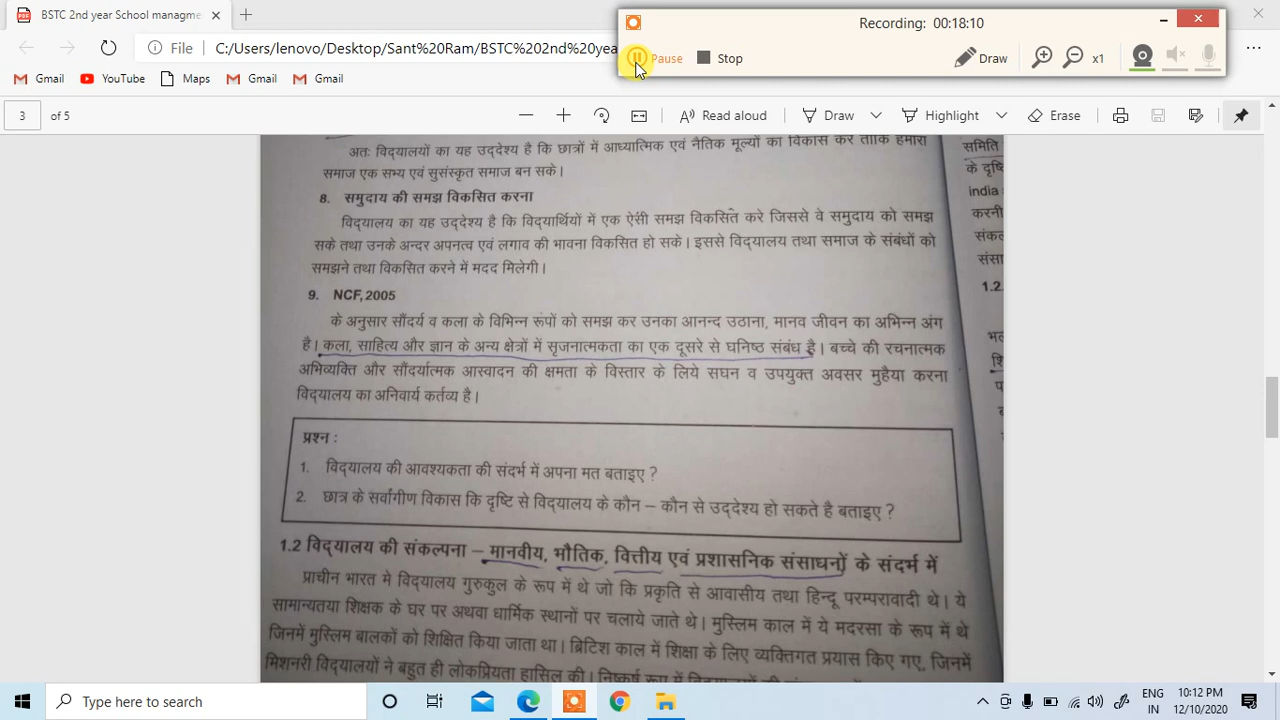 BSTC 2nd year School managme
Recording: 00:18:10
File
C:/Users/lenovo/Desktop/Sant%20Ram/BSTC%202nd%20yea
Pause
Stop
Draw
x1
Gmail
YouTube
Maps
Gmail
Gmail
3 of 5
Read aloud
Draw
Highlight
Erase
अतः विद्यालयों का यह उद्देश्य है कि छात्रों में आध्यात्मिक एवं नैतिक मूल्यों का विकास करें ताकि हमारा
समाज एक सभ्य एवं सुसंस्कृत समाज बन सके।
8. समुदाय की समझ विकसित करना
विद्यालय का यह उद्देश्य है कि विद्यार्थियों में एक ऐसी समझ विकसित करे जिससे वे समुदाय को समझ
सके तथा उनके अन्दर अपनत्व एवं लगाव की भावना विकसित हो सके। इससे विद्यालय तथा समाज के संबंधों को
समझने तथा विकसित करने में मदद मिलेगी।
9. NCF, 2005
के अनुसार सौंदर्य व कला के विभिन्न रूपों को समझ कर उनका आनन्द उठाना, मानव जीवन का अभिन्न अंग
है। कला, साहित्य और ज्ञान के अन्य क्षेत्रों में सृजनात्मकता का एक दूसरे से घनिष्ठ संबंध है। बच्चे की रचनात्मक
अभिव्यक्ति और सौंदर्यात्मक आस्वादन की क्षमता के विस्तार के लिये सघन व उपयुक्त अवसर मुहैया करना
विद्यालय का अनिवार्य कर्तव्य है।
प्रश्न :
1. विद्यालय की आवश्यकता की संदर्भ में अपना मत बताइए ?
2. छात्र के सर्वांगीण विकास कि दृष्टि से विद्यालय के कौन – कौन से उद्देश्य हो सकते है बताइए ?
1.2 विद्यालय की संकल्पना – मानवीय, भौतिक, वित्तीय एवं प्रशासनिक संसाधनों के संदर्भ में
प्राचीन भारत मे विद्यालय गुरुकुल के रूप में थे जो कि प्रकृति से आवासीय तथा हिन्दू परम्परावादी थे। ये
सामान्यतया शिक्षक के घर पर अथवा धार्मिक स्थानों पर चलाये जाते थे। मुस्लिम काल में ये मदरसा के रूप में थे
जिनमें मुस्लिम बालकों को शिक्षित किया जाता था। ब्रिटिश काल में शिक्षा के लिए व्यक्तिगत प्रयास किए गए, जिनमें
मिशनरी विद्यालयों ने बहुत ही लोकप्रियता हासिल की। निष्कर्ष रूप में
समिति
के दृष्टि
india
करनी
संकल
संसा
1.2.
Type here to search
ENG
IN
10:12 PM
12/10/2020